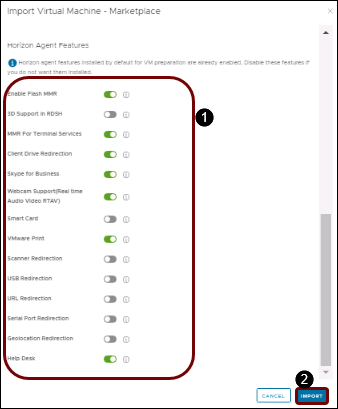 Import Virtual Machine - Marketplace
Horizon Agent Features
Horizon agent features installed by default for VM preparation are already enabled. Disable these features if
you do not want them installed.
Enable Flash MMR
3D Support in RDSH
MMR For Terminal Services
Client Drive Redirection
Skype for Business
Webcam Support(Real time
Audio Video RTAV)
Smart Card
VMware Print
Scanner Redirection
USB Redirection
URL Redirection
Serial Port Redirection
Geolocation Redirection
Help Desk
1
2
CANCEL
IMPORT